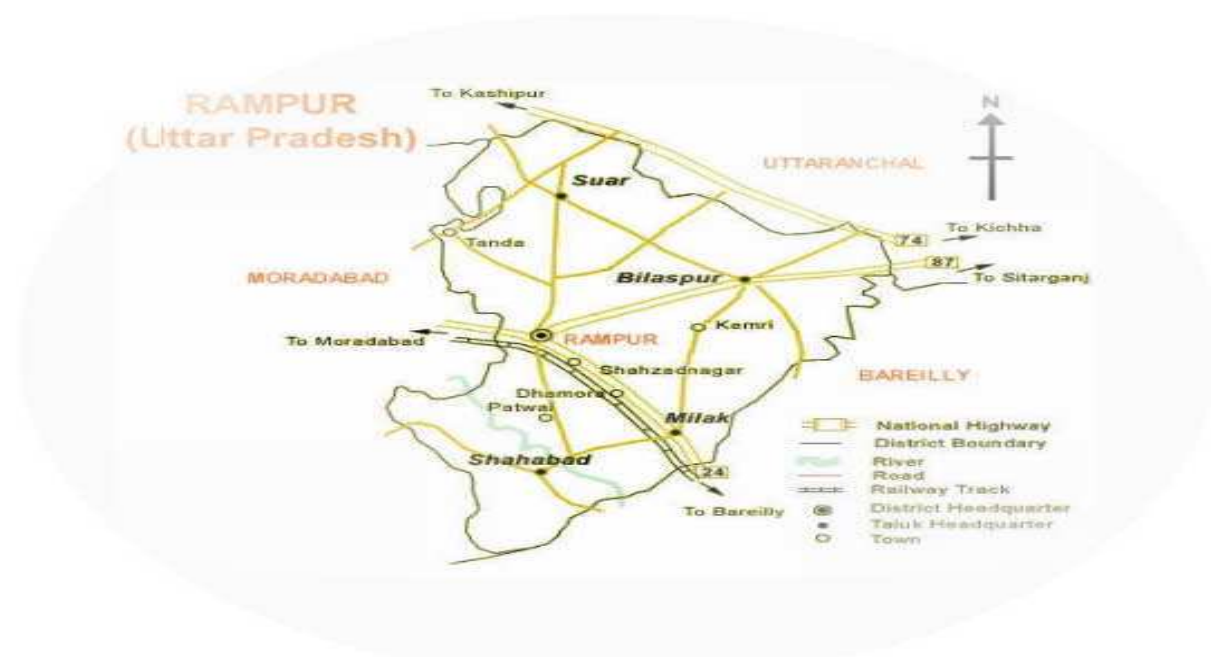 RAMPUR
(Uttar Pradesh)
To Kashipur
N
UTTARANCHAL
Suar
To Kichha
74
Tanda
87
MORADABAD
Bilaspur
To Sitarganj
Kemri
To Moradabad
RAMPUR
Shahzadnagar
BAREILLY
Dhamora
Patwai
Milak
National Highway
District Boundary
Shahabad
River
24
Road
Railway Track
To Bareilly
District Headquarter
Taluk Headquarter
Town